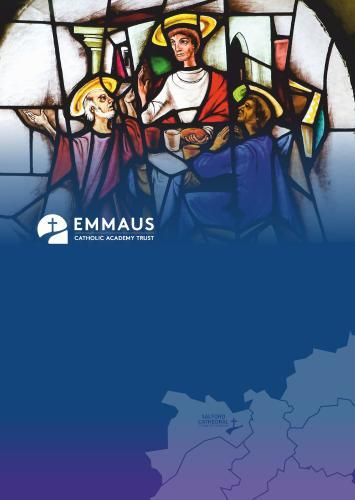 EMMAUS
CATHOLIC ACADEMY TRUST
SALFORD
CATHEDRAL